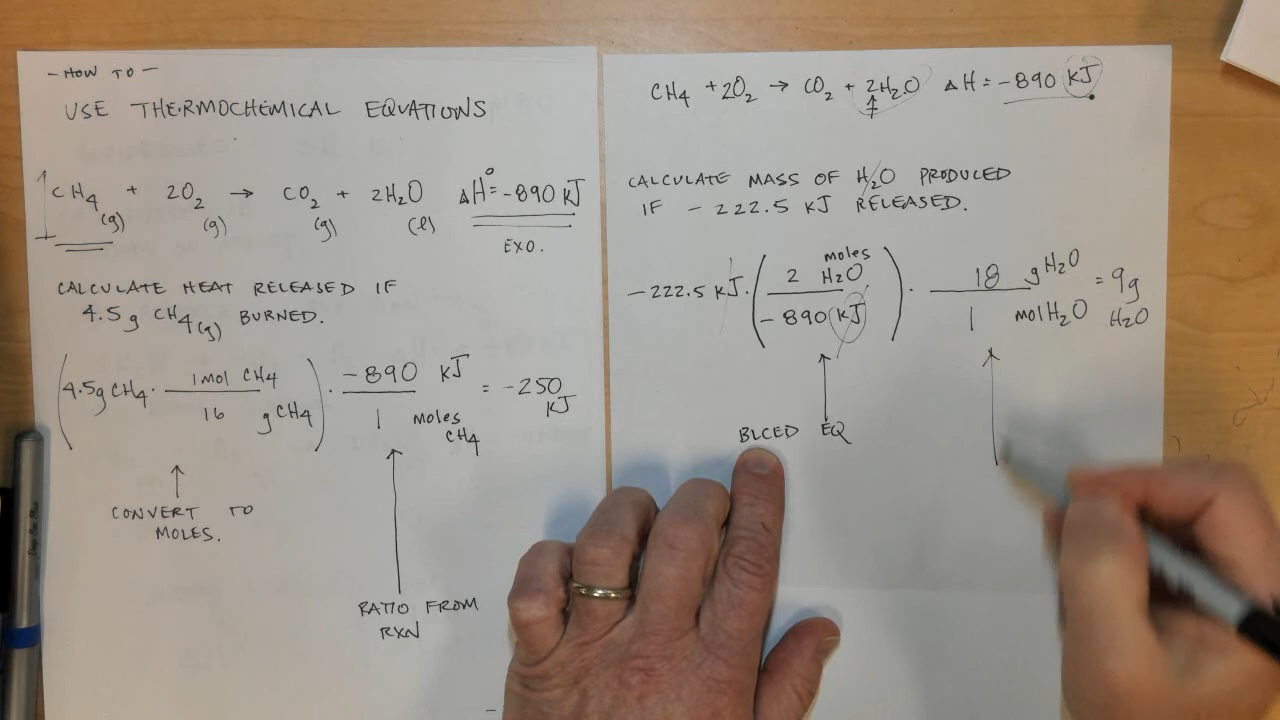 - HOW TO -
USE THERMOCHEMICAL EQUATIONS
CH₄ + 2O₂ → CO₂ + 2H₂O ΔH° = -890 KJ
(g) (g) (g) (l) EXO.
CALCULATE HEAT RELEASED IF
4.5g CH₄(g) BURNED.
(4.5g CH₄ · 1 mol CH₄ / 16 g CH₄) · -890 KJ / 1 moles CH₄ = -250 KJ
↑
CONVERT TO
MOLES.
RATIO FROM
RXN
CH₄ + 2O₂ → CO₂ + 2H₂O ΔH = -890 KJ
CALCULATE MASS OF H₂O PRODUCED
IF - 222.5 KJ RELEASED.
-222.5 KJ · (2 moles H₂O / -890 KJ) · 18 g H₂O / 1 mol H₂O = 9g H₂O
BLCED EQ